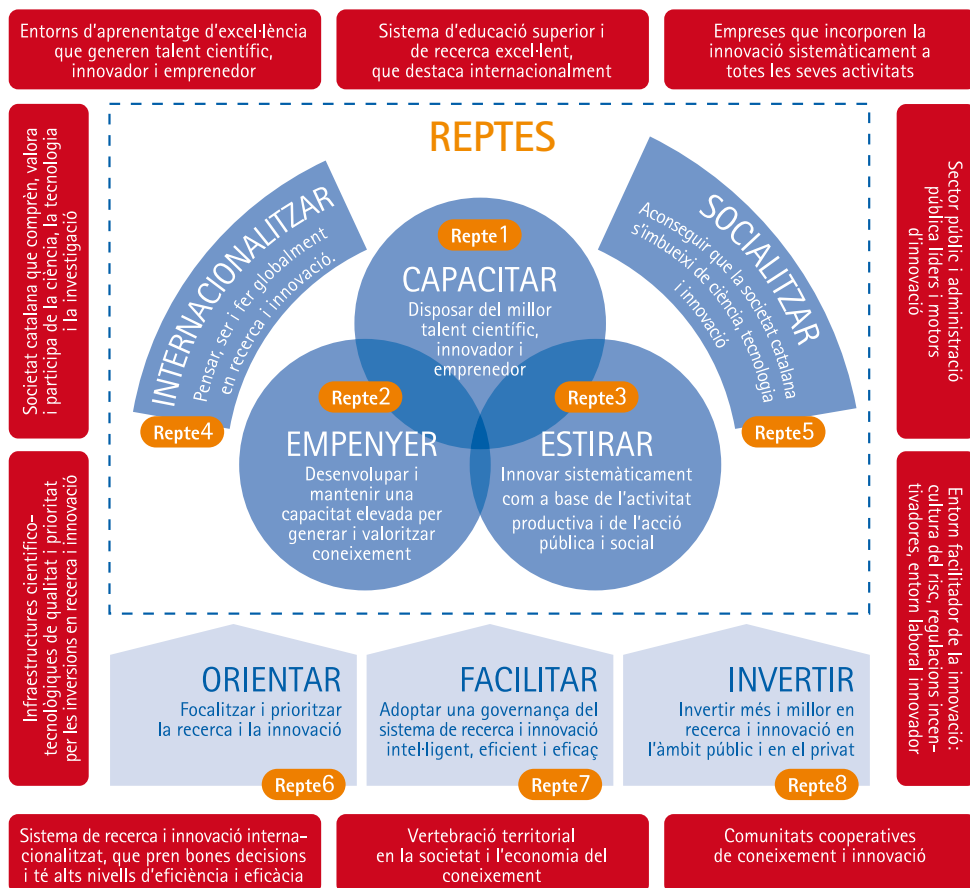 Entorns d'aprenentatge d'excel·lència
que generen talent científic,
innovador i emprenedor
Sistema d'educació superior i
de recerca excel·lent,
que destaca internacionalment
Empreses que incorporen la
innovació sistemàticament a
totes les seves activitats
Societat catalana que comprèn, valora
i participa de la ciència, la tecnologia
i la investigació
REPTES
Sector públic i administració
pública líders i motors
d'innovació
INTERNACIONALITZAR
Pensar, ser i fer globalment
en recerca i innovació.
Repte4
Repte1
CAPACITAR
Disposar del millor
talent científic,
innovador i
emprenedor
SOCIALITZAR
Aconseguir que la societat catalana
s'imbueixi de ciència, tecnologia
i innovació
Repte5
Repte2
EMPENYER
Desenvolupar i
mantenir una
capacitat elevada per
generar i valoritzar
coneixement
Repte3
ESTIRAR
Innovar sistemàticament
com a base de l'activitat
productiva i de l'acció
pública i social
Infraestructures científico-
tecnológiques de qualitat i prioritat
per les inversions en recerca i innovació
Entorn facilitador de la innovació:
cultura del risc, regulacions incen-
tivadores, entorn laboral innovador
ORIENTAR
Focalitzar i prioritzar
la recerca i la innovació
Repte6
FACILITAR
Adoptar una governança del
sistema de recerca i innovació
intel·ligent, eficient i eficaç
Repte7
INVERTIR
Invertir més i millor en
recerca i innovació en
l'àmbit públic i en el privat
Repte8
Sistema de recerca i innovació interna-
cionalitzat, que pren bones decisions
i té alts nivells d'eficiència i eficàcia
Vertebració territorial
en la societat i l'economia del
coneixement
Comunitats cooperatives
de coneixement i innovació